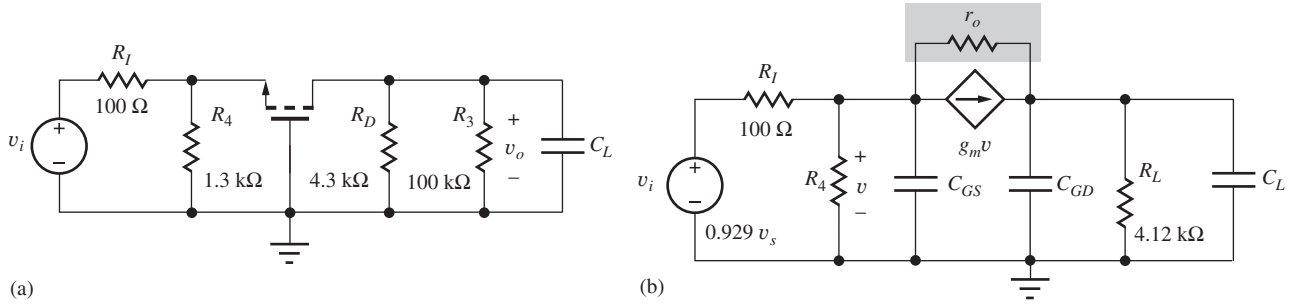 R_I
100 Ω
v_i
+
−
R_4
1.3 kΩ
R_D
4.3 kΩ
R_3
100 kΩ
+
v_o
−
C_L
(a)
r_o
R_I
100 Ω
v_i
+
−
0.929 v_s
R_4
+
v
−
C_GS
g_m v
C_GD
R_L
4.12 kΩ
C_L
(b)